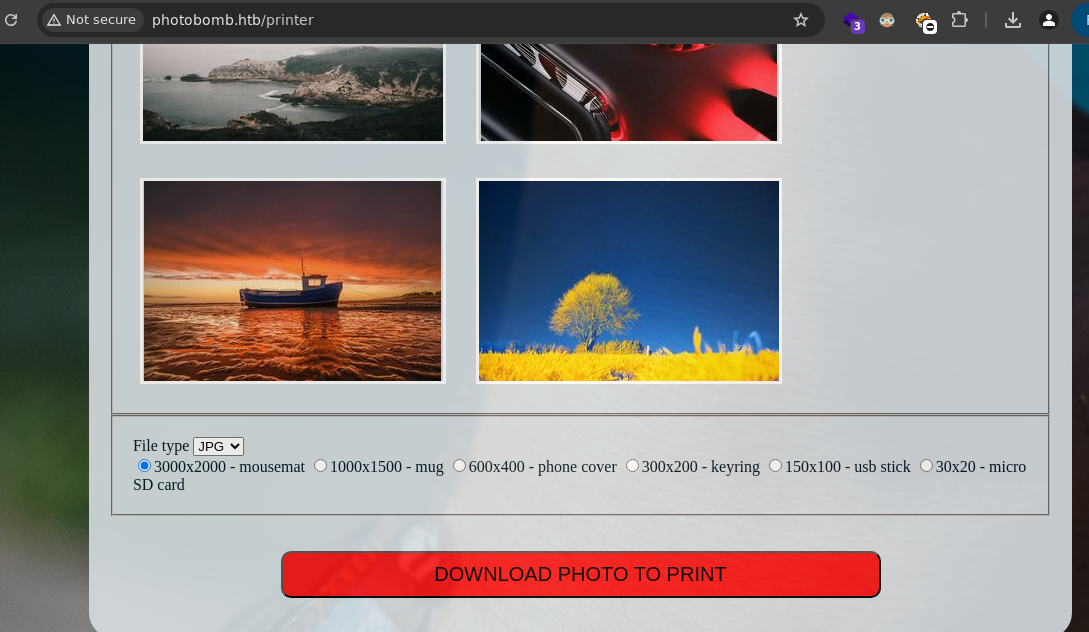 Not secure photobomb.htb/printer
3
File type JPG
3000x2000 - mousemat 1000x1500 - mug 600x400 - phone cover 300x200 - keyring 150x100 - usb stick 30x20 - micro
SD card
DOWNLOAD PHOTO TO PRINT